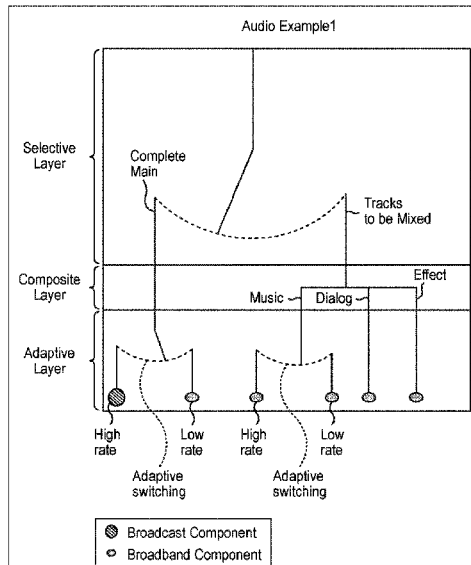 Audio Example1
Selective
Layer
Complete
Main
Tracks
to be Mixed
Composite
Layer
Effect
Music
Dialog
Adaptive
Layer
High
rate
Low
rate
High
rate
Low
rate
Adaptive
switching
Adaptive
switching
Broadcast Component
Broadband Component